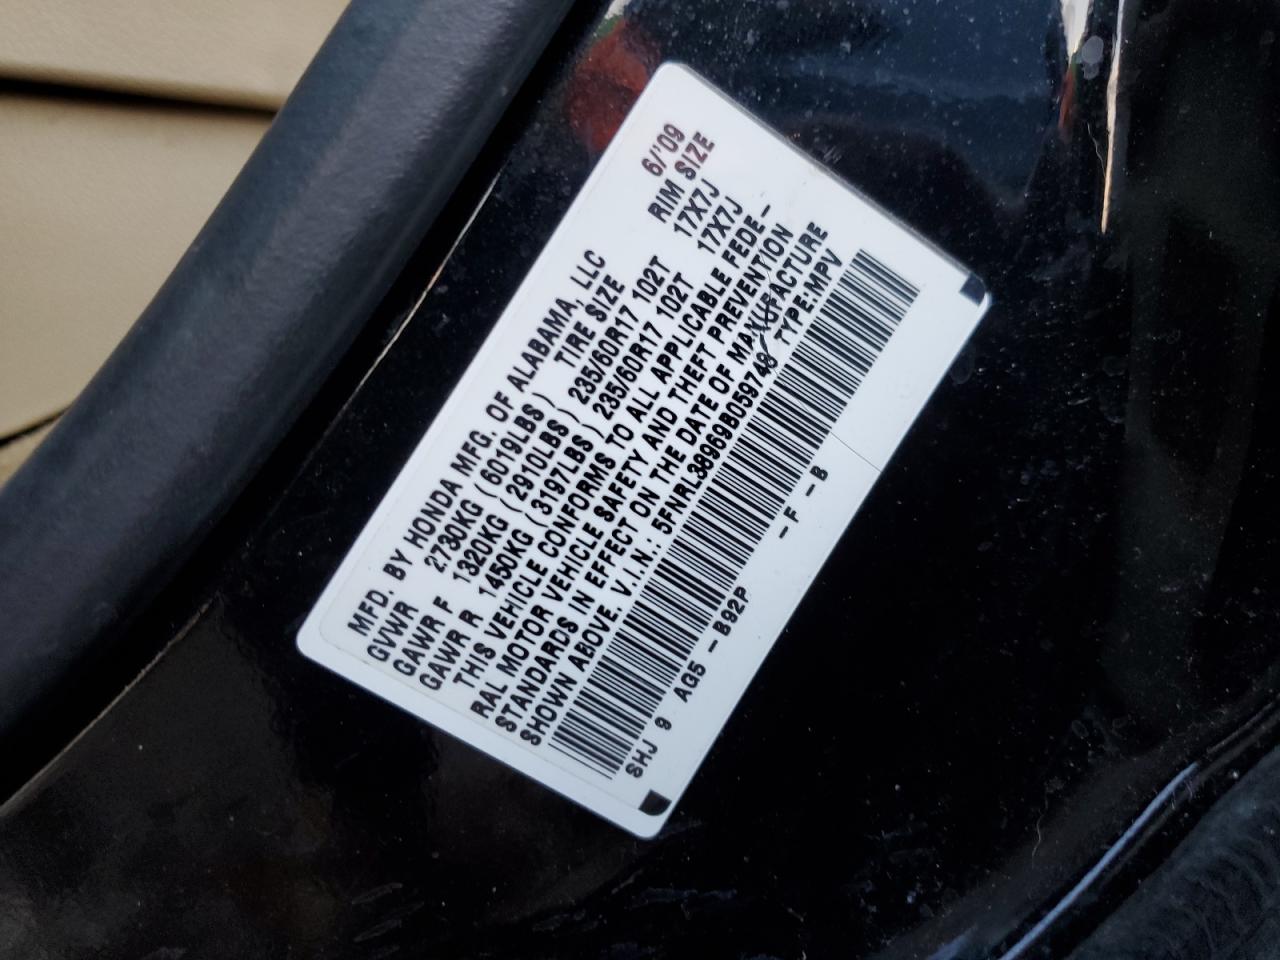 MFD. BY HONDA MFG. OF ALABAMA, LLC 6/'09
GVWR 2730KG (6019LBS) TIRE SIZE RIM SIZE
GAWR F 1320KG (2910LBS) 235/60R17 102T 17X7J
GAWR R 1450KG (3197LBS) 235/60R17 102T 17X7J
THIS VEHICLE CONFORMS TO ALL APPLICABLE FEDE-
RAL MOTOR VEHICLE SAFETY AND THEFT PREVENTION
STANDARDS IN EFFECT ON THE DATE OF MANUFACTURE
SHOWN ABOVE. V.I.N.: TYPE:MPV
SHJ 9 AG5 - B92P - F - B